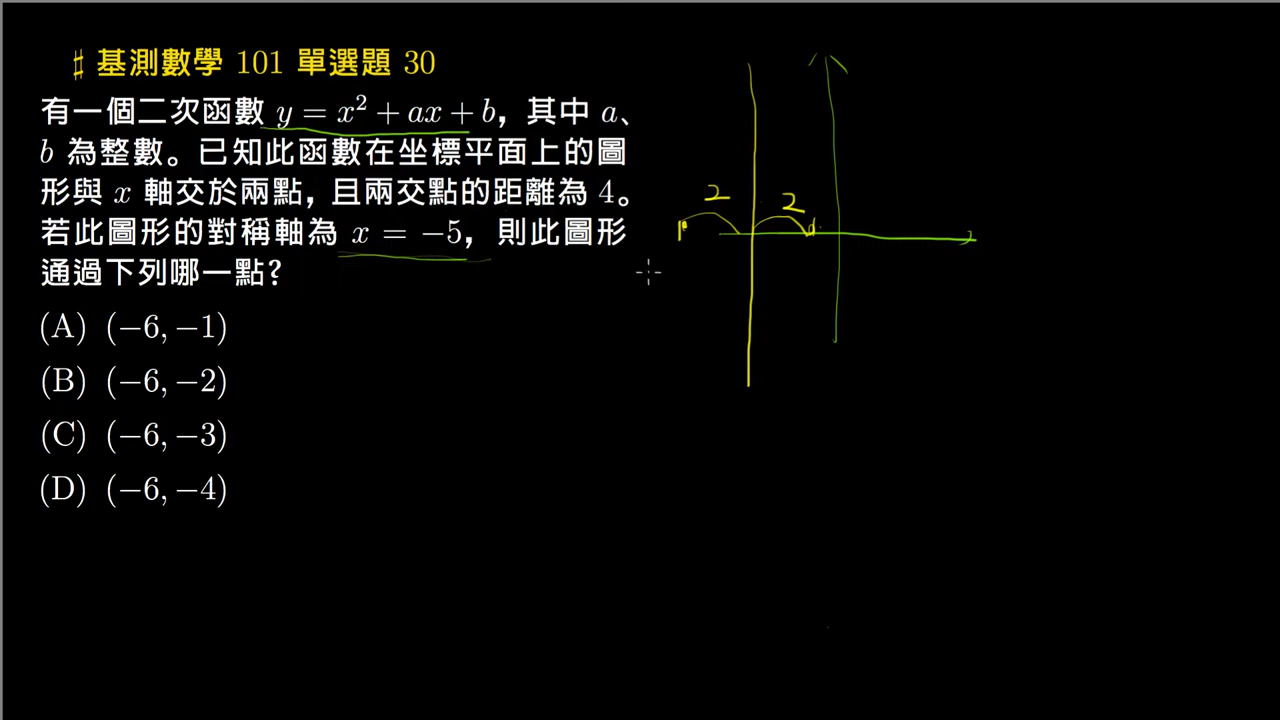 ♯ 基測數學 101 單選題 30
有一個二次函數 y = x² + ax + b，其中 a、
b 為整數。已知此函數在坐標平面上的圖
形與 x 軸交於兩點，且兩交點的距離為 4。
若此圖形的對稱軸為 x = −5，則此圖形
通過下列哪一點？
(A) (−6, −1)
(B) (−6, −2)
(C) (−6, −3)
(D) (−6, −4)
2 2